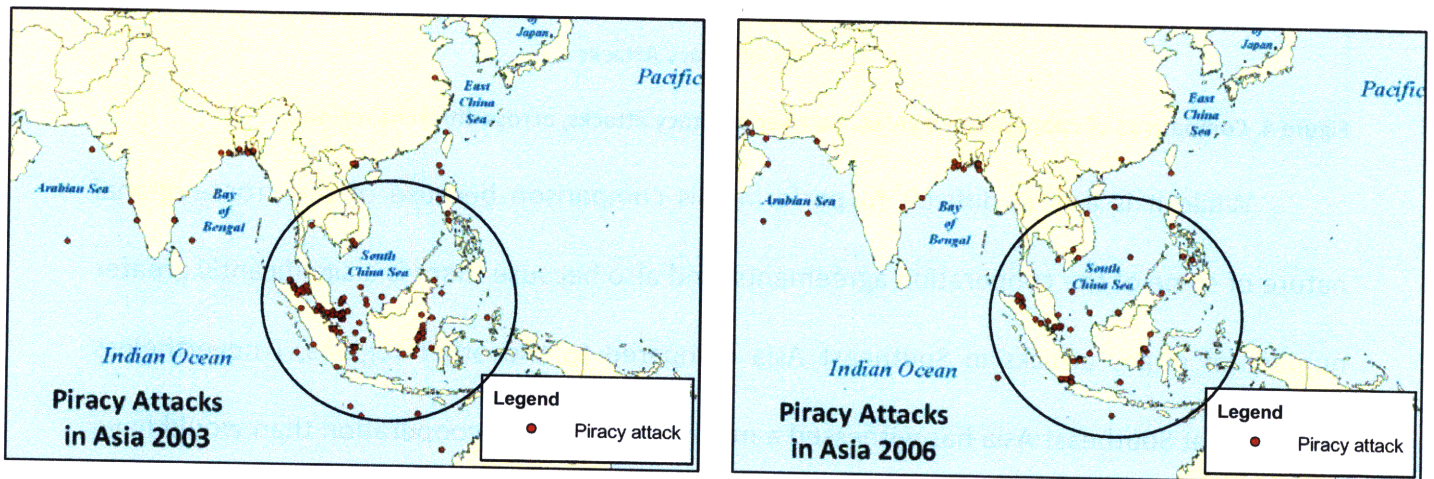 of
Japan
Pacific
East
China
Sea
Arabian Sea
Bay
of
Bengal
South
China Sea
Indian Ocean
Piracy Attacks
in Asia 2003
Legend
Piracy attack
of
Japan
Pacific
East
China
Sea
Arabian Sea
Bay
of
Bengal
South
China Sea
Indian Ocean
Piracy Attacks
in Asia 2006
Legend
Piracy attack